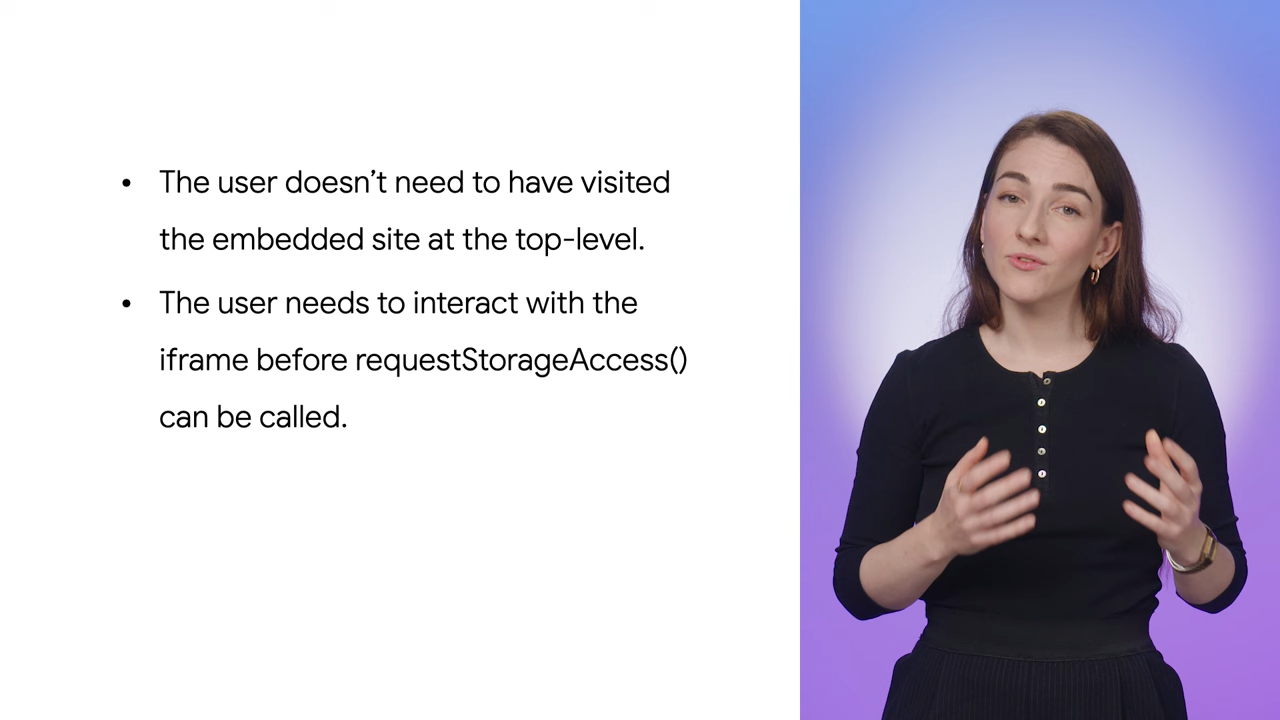 • The user doesn’t need to have visited
the embedded site at the top-level.
• The user needs to interact with the
iframe before requestStorageAccess()
can be called.